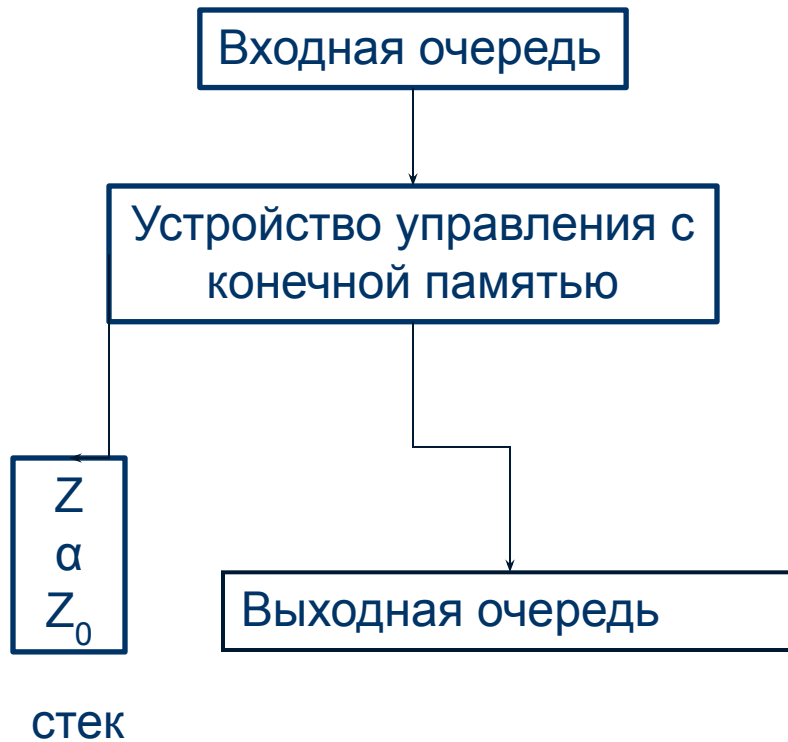 Входная очередь
Устройство управления с
конечной памятью
Z
α
Z₀
Выходная очередь
стек